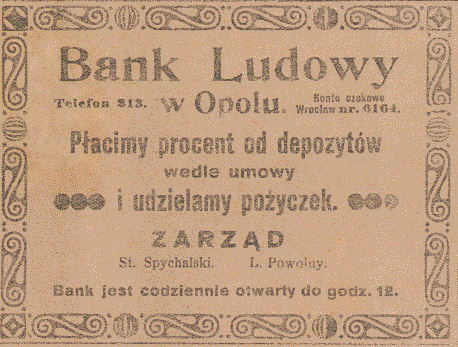 Bank Ludowy
Telefon 313. w Opolu. Konto czekowe
Wrocław nr. 6164.
Płacimy procent od depozytów
wedle umowy
i udzielamy pożyczek.
ZARZĄD
St. Spychalski. L. Powolny.
Bank jest codziennie otwarty do godz. 12.